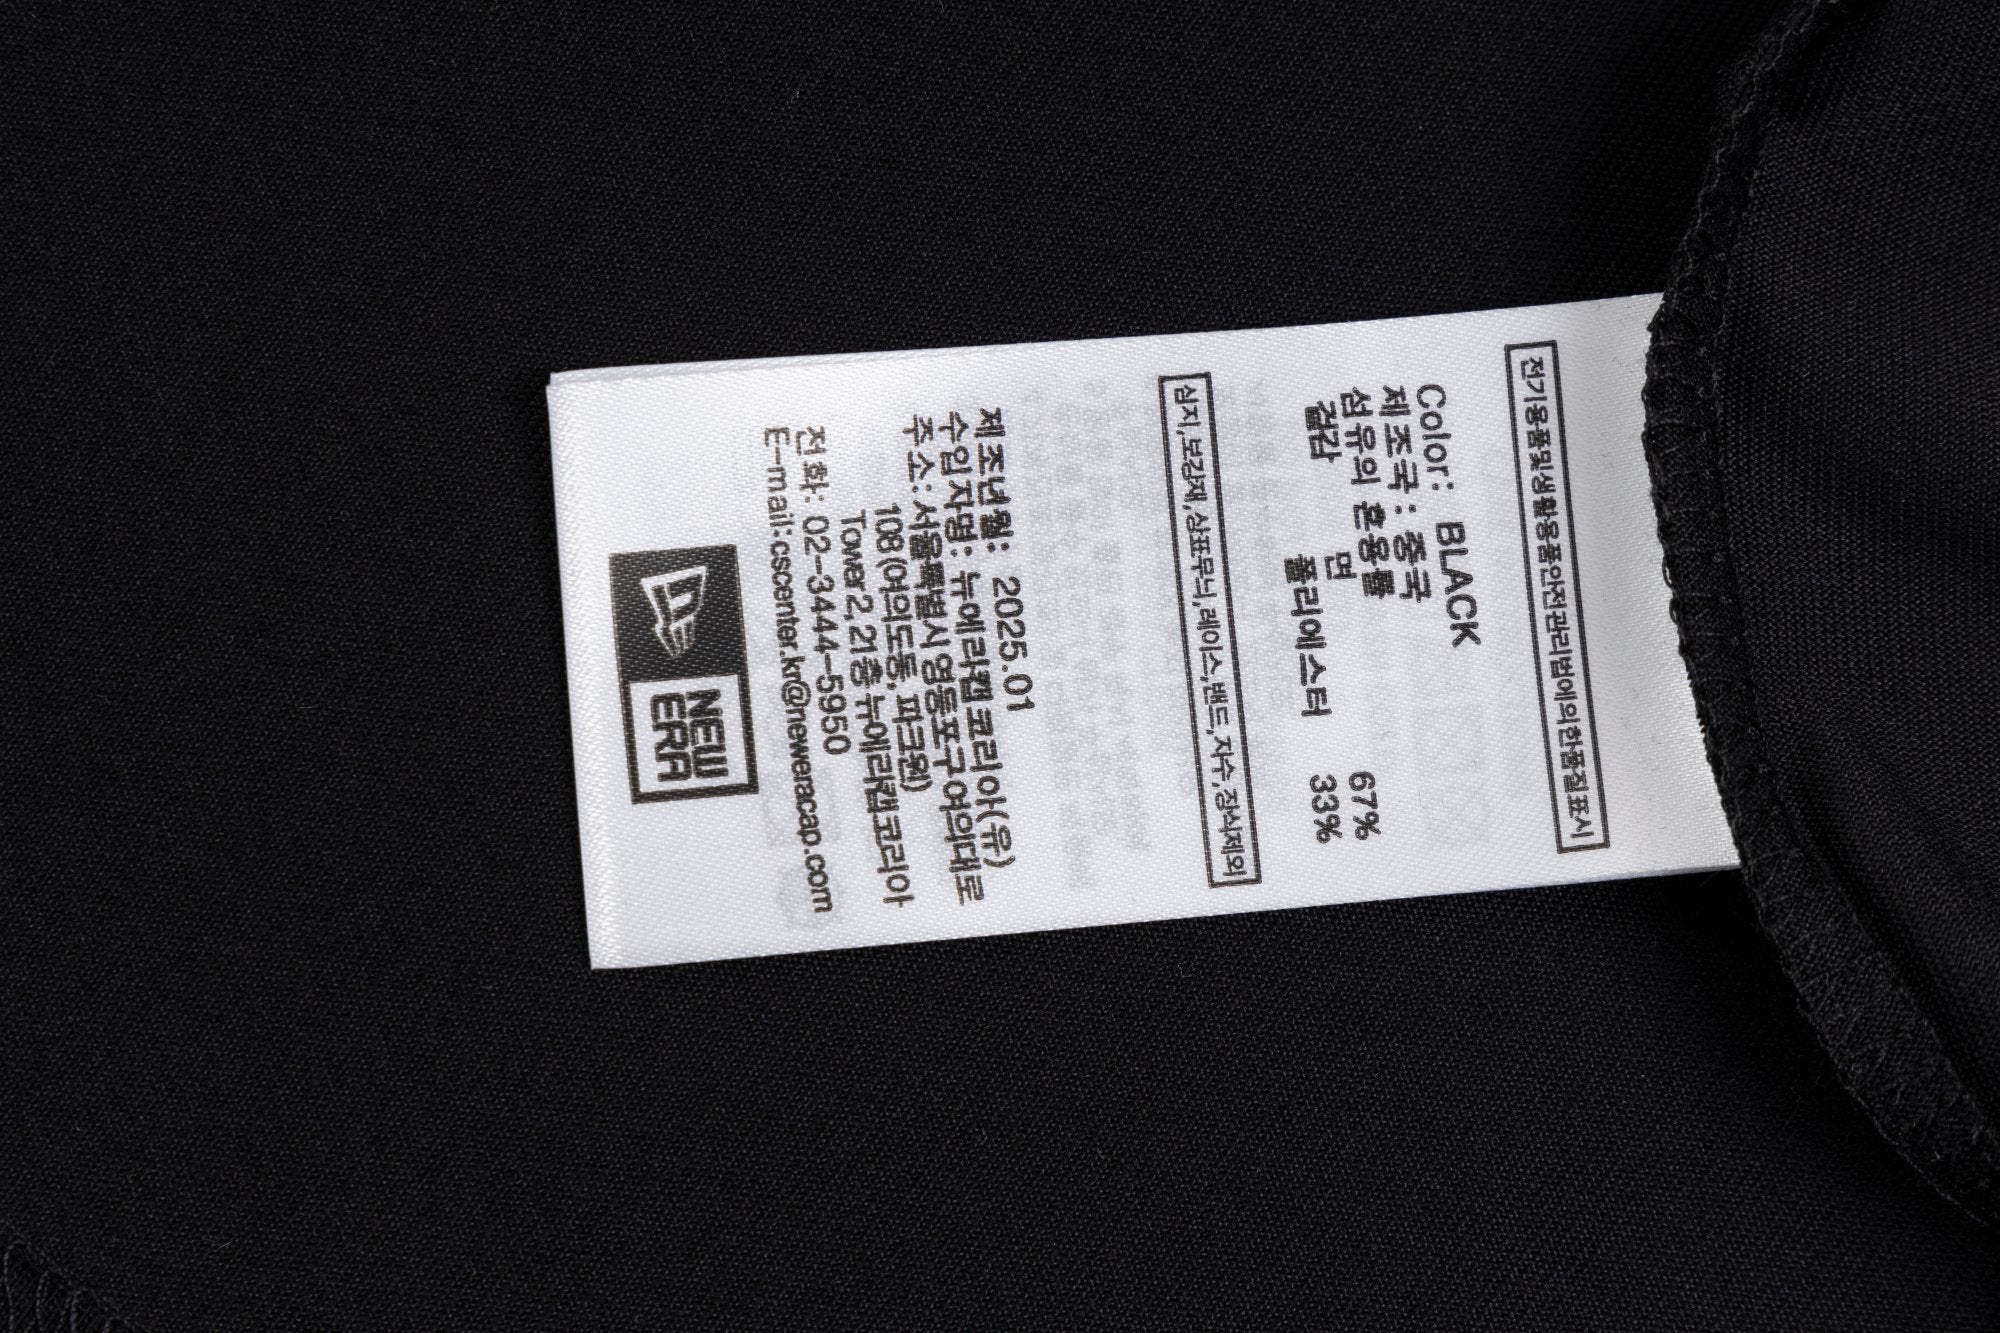 전기용품및생활용품안전관리법에의한품질표시
Color: BLACK
제조국: 중국
섬유의 혼용률
겉감 면 67%
폴리에스터 33%
심지,보강재,상표무늬,레이스,밴드,자수,장식제외
제조년월: 2025.01
수입자명: 뉴에라캡 코리아(유)
주소:서울특별시 영등포구 여의대로
108 (여의도동, 파크원)
Tower2, 21층 뉴에라캡코리아
전화: 02-3444-5950
E-mail:cscenter.kr@neweracap.com
NEW
ERA